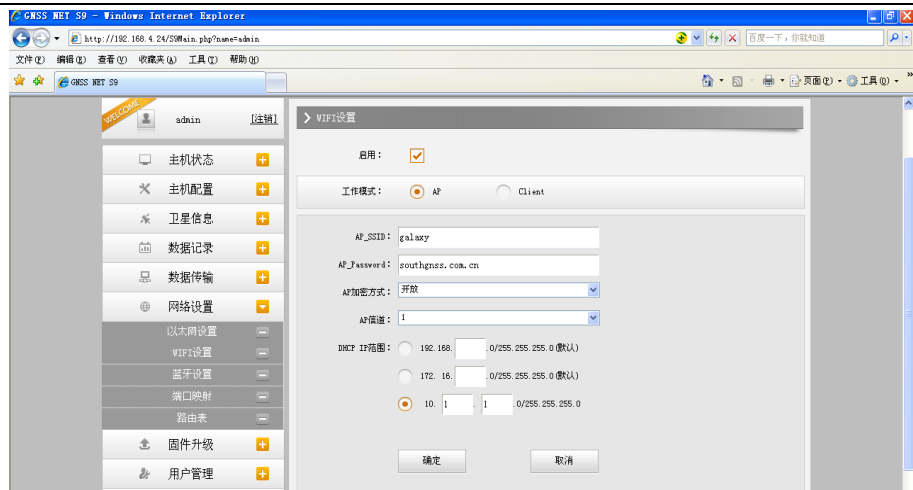 GNSS NET S9 - Windows Internet Explorer
http://192.168.4.24/S9Main.php?name=admin
百度一下，你就知道
文件(F) 编辑(E) 查看(V) 收藏夹(A) 工具(T) 帮助(H)
GNSS NET S9
页面(P) 工具(O)
WELCOME
admin [注销]
WIFI设置
启用：
主机状态
工作模式： AP Client
主机配置
卫星信息
AP_SSID: galaxy
数据记录
AP_Password: southgnss.com.cn
数据传输
AP加密方式： 开放
网络设置
AP信道： 1
以太网设置
DHCP IP范围： 192.168. .0/255.255.255.0(默认)
WIFI设置
172. 16. .0/255.255.255.0(默认)
蓝牙设置
端口映射
10. 1 . 1 .0/255.255.255.0
路由表
固件升级
确定 取消
用户管理